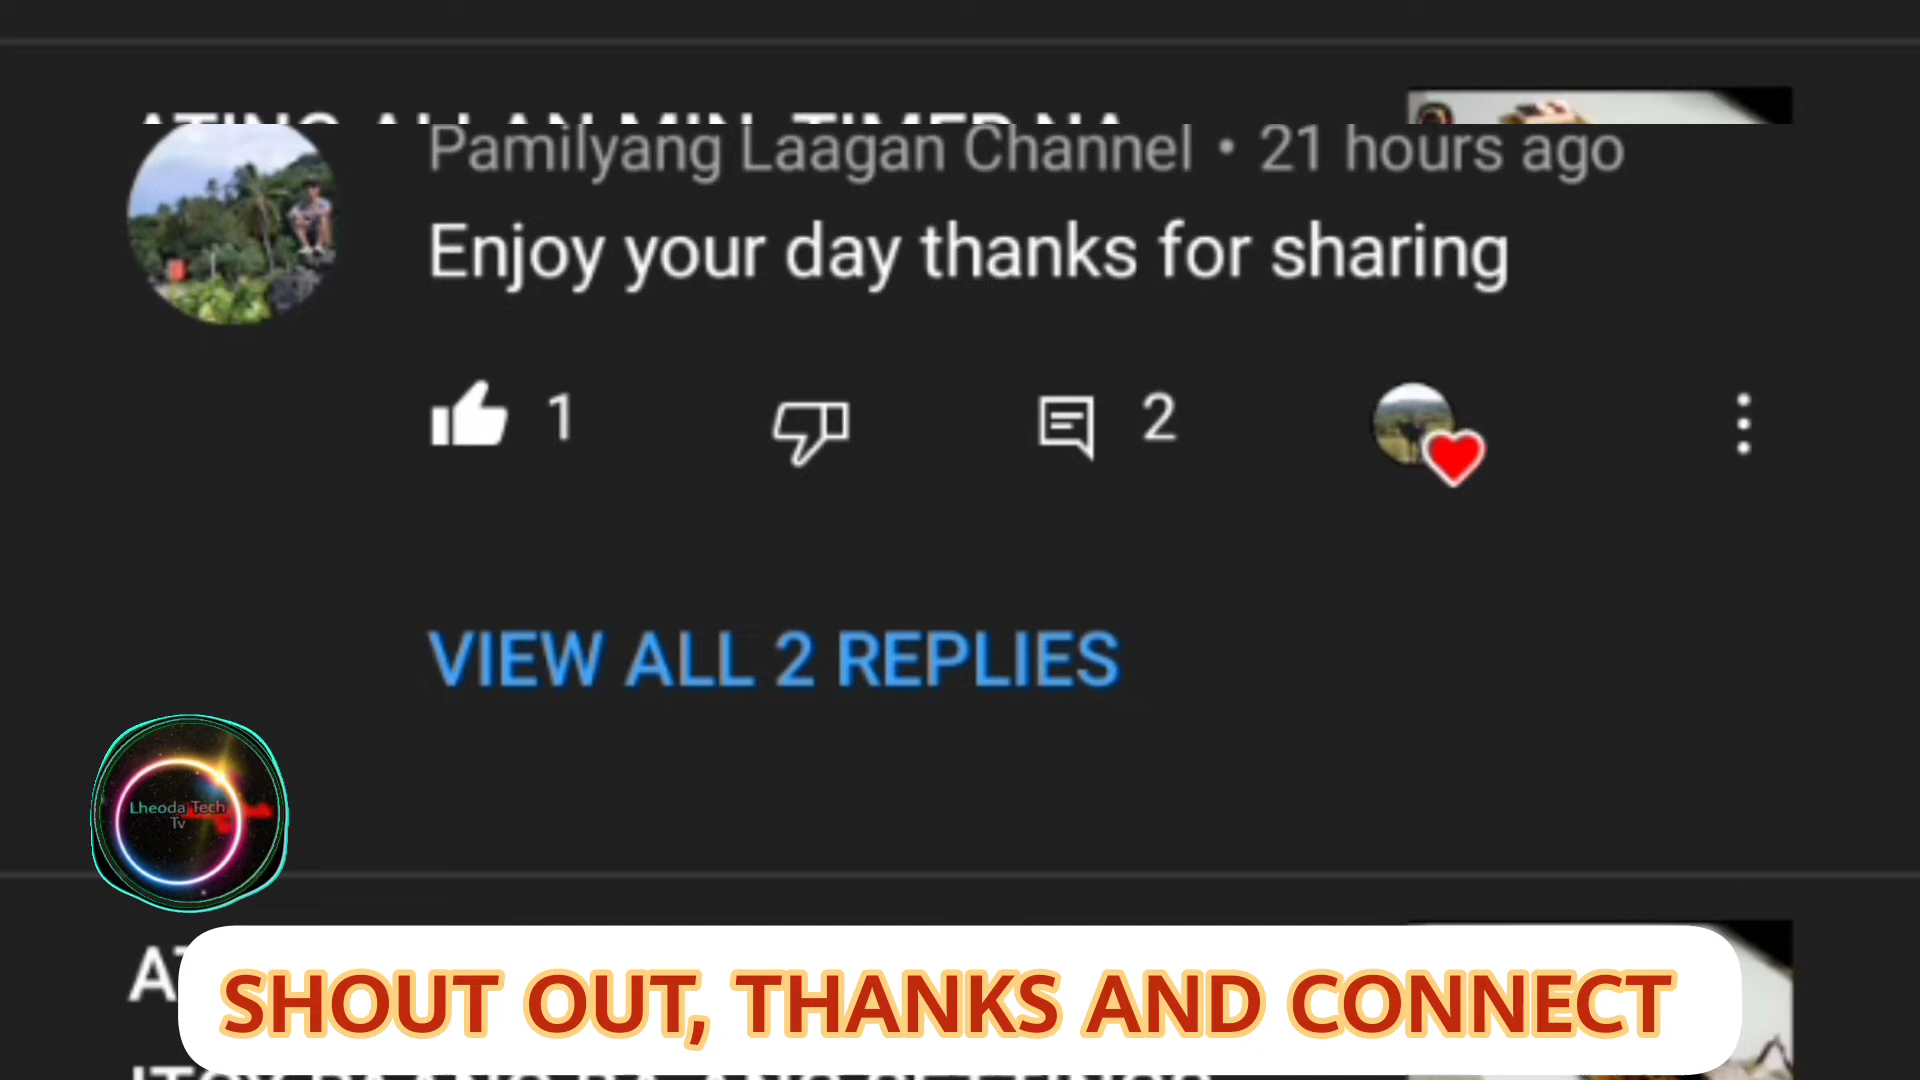 Pamilyang Laagan Channel • 21 hours ago
Enjoy your day thanks for sharing
1
2
VIEW ALL 2 REPLIES
Lheoda Tech
Tv
SHOUT OUT, THANKS AND CONNECT